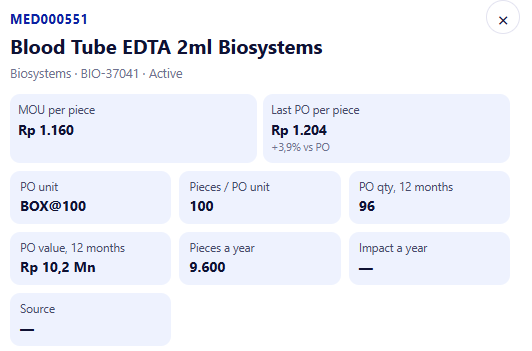 MED000551
×
Blood Tube EDTA 2ml Biosystems
Biosystems · BIO-37041 · Active
MOU per piece
Rp 1.160
Last PO per piece
Rp 1.204
+3,9% vs PO
PO unit
BOX@100
Pieces / PO unit
100
PO qty, 12 months
96
PO value, 12 months
Rp 10,2 Mn
Pieces a year
9.600
Impact a year
—
Source
—